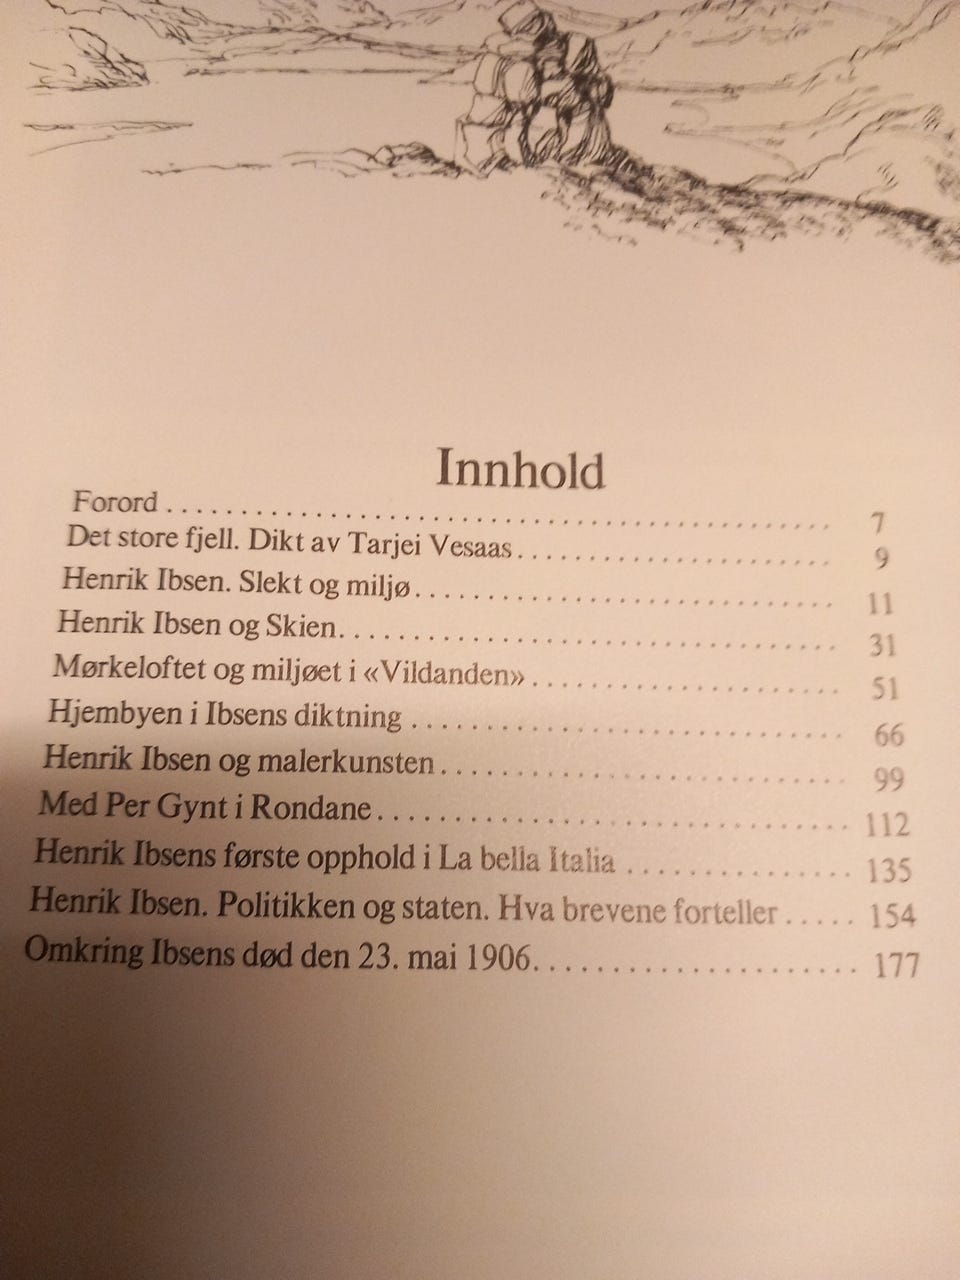 Innhold
Forord . . . . . . . . . . . . . . . . . . . . . . . . . . . . . . . . . . . . . . . . . . . . . 7
Det store fjell. Dikt av Tarjei Vesaas . . . . . . . . . . . . . . . . . . . . . . 9
Henrik Ibsen. Slekt og miljø . . . . . . . . . . . . . . . . . . . . . . . . . . . . . 11
Henrik Ibsen og Skien. . . . . . . . . . . . . . . . . . . . . . . . . . . . . . . . . . 31
Mørkeloftet og miljøet i «Vildanden» . . . . . . . . . . . . . . . . . . . . . 51
Hjembyen i Ibsens diktning . . . . . . . . . . . . . . . . . . . . . . . . . . . . . 66
Henrik Ibsen og malerkunsten . . . . . . . . . . . . . . . . . . . . . . . . . . . 99
Med Per Gynt i Rondane . . . . . . . . . . . . . . . . . . . . . . . . . . . . . . . 112
Henrik Ibsens første opphold i La bella Italia . . . . . . . . . . . . . . . 135
Henrik Ibsen. Politikken og staten. Hva brevene forteller . . . . . 154
Omkring Ibsens død den 23. mai 1906. . . . . . . . . . . . . . . . . . . . . 177